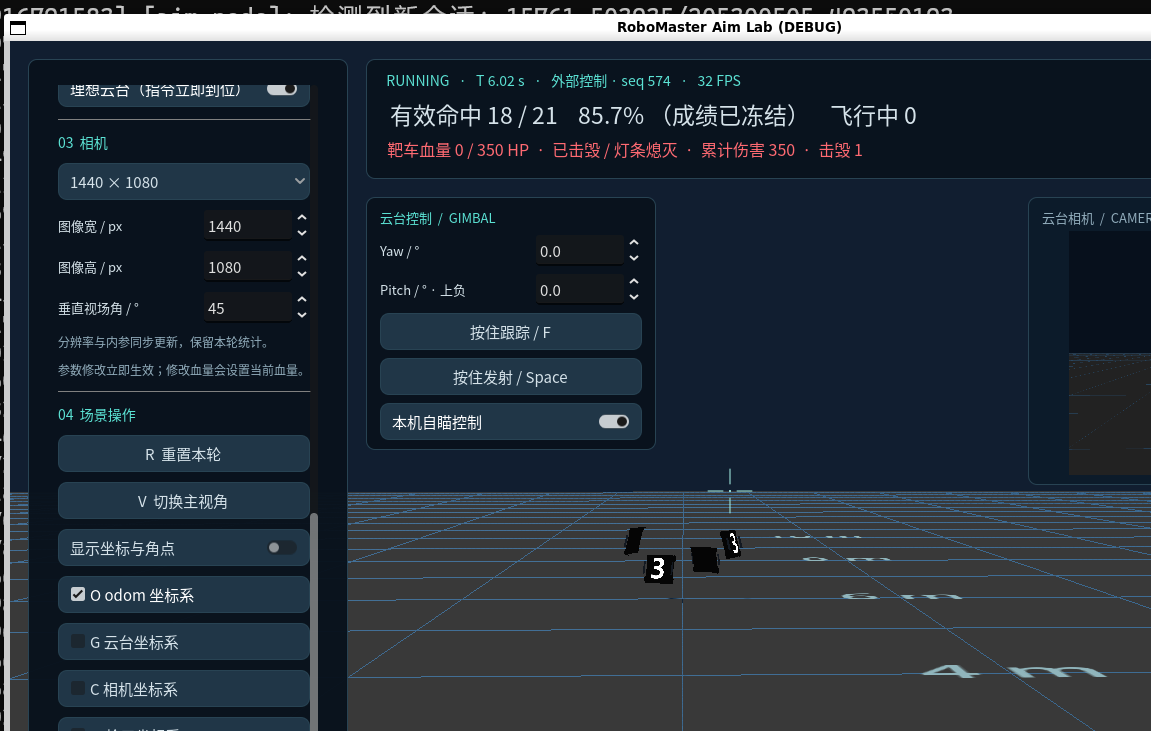 RoboMaster Aim Lab (DEBUG)
理想云台（指令立即到位）
03 相机
1440 × 1080
图像宽 / px 1440
图像高 / px 1080
垂直视场角 / ° 45
分辨率与内参同步更新，保留本轮统计。
参数修改立即生效；修改血量会设置当前血量。
04 场景操作
R 重置本轮
V 切换主视角
显示坐标与角点
O odom 坐标系
G 云台坐标系
C 相机坐标系
RUNNING · T 6.02 s · 外部控制 · seq 574 · 32 FPS
有效命中 18 / 21 85.7% （成绩已冻结） 飞行中 0
靶车血量 0 / 350 HP · 已击毁 / 灯条熄灭 · 累计伤害 350 · 击毁 1
云台控制 / GIMBAL
Yaw / ° 0.0
Pitch / ° · 上负 0.0
按住跟踪 / F
按住发射 / Space
本机自瞄控制
云台相机 / CAMER
3
3
8 m
6 m
4 m